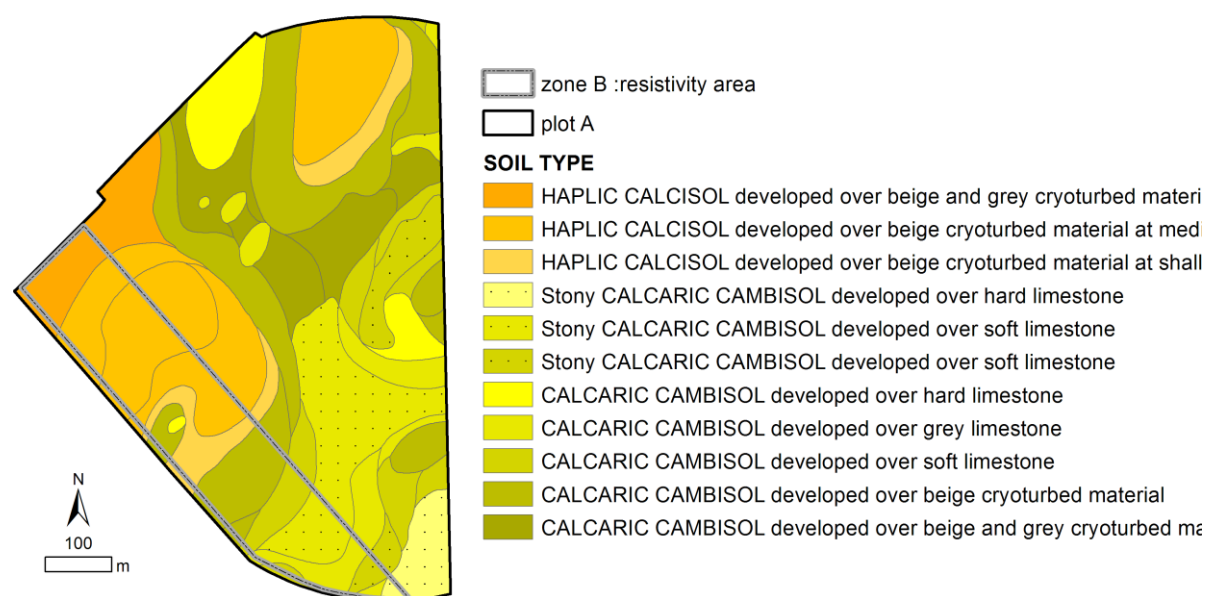 zone B :resistivity area
plot A
SOIL TYPE
HAPLIC CALCISOL developed over beige and grey cryoturbed materi
HAPLIC CALCISOL developed over beige cryoturbed material at medi
HAPLIC CALCISOL developed over beige cryoturbed material at shall
Stony CALCARIC CAMBISOL developed over hard limestone
Stony CALCARIC CAMBISOL developed over soft limestone
Stony CALCARIC CAMBISOL developed over soft limestone
CALCARIC CAMBISOL developed over hard limestone
CALCARIC CAMBISOL developed over grey limestone
CALCARIC CAMBISOL developed over soft limestone
CALCARIC CAMBISOL developed over beige cryoturbed material
CALCARIC CAMBISOL developed over beige and grey cryoturbed ma
N
100
m